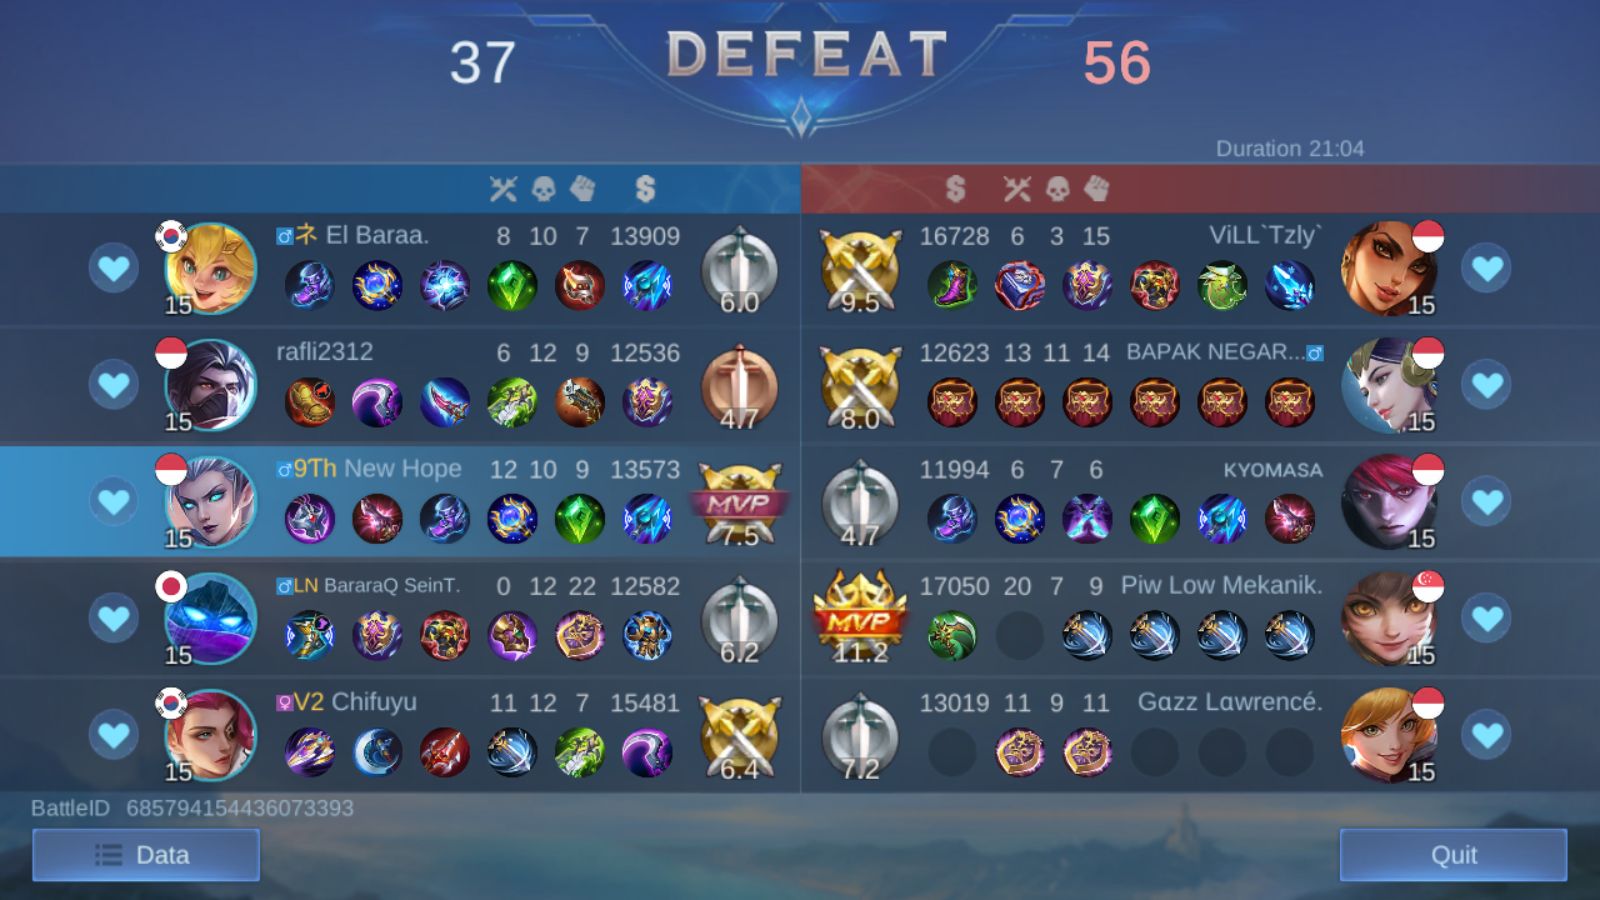 37 DEFEAT 56
Duration 21:04
ネ El Baraa. 8 10 7 13909
15 6.0
9.5 16728 6 3 15 ViLL`Tzly`
15
rafli2312 6 12 9 12536
15 4.7
8.0 12623 13 11 14 BAPAK NEGAR...
15
9Th New Hope 12 10 9 13573
15 MVP 7.5
4.7 11994 6 7 6 KYOMASA
15
LN BararaQ SeinT. 0 12 22 12582
15 6.2
MVP 11.2 17050 20 7 9 Piw Low Mekanik.
15
V2 Chifuyu 11 12 7 15481
15 6.4
7.2 13019 11 9 11 Gαzz Lαwrencé.
15
BattleID 685794154436073393
Data
Quit